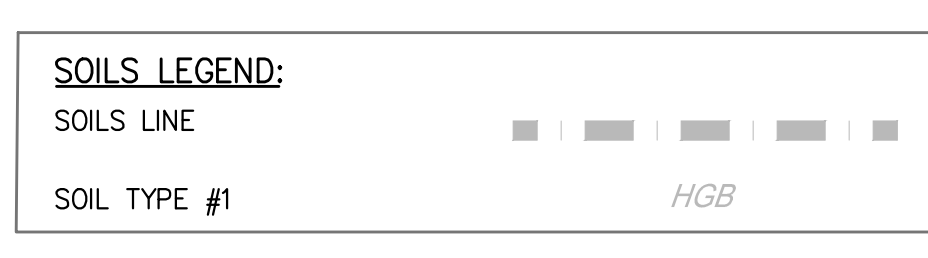 SOILS LEGEND:
SOILS LINE
SOIL TYPE #1 HGB